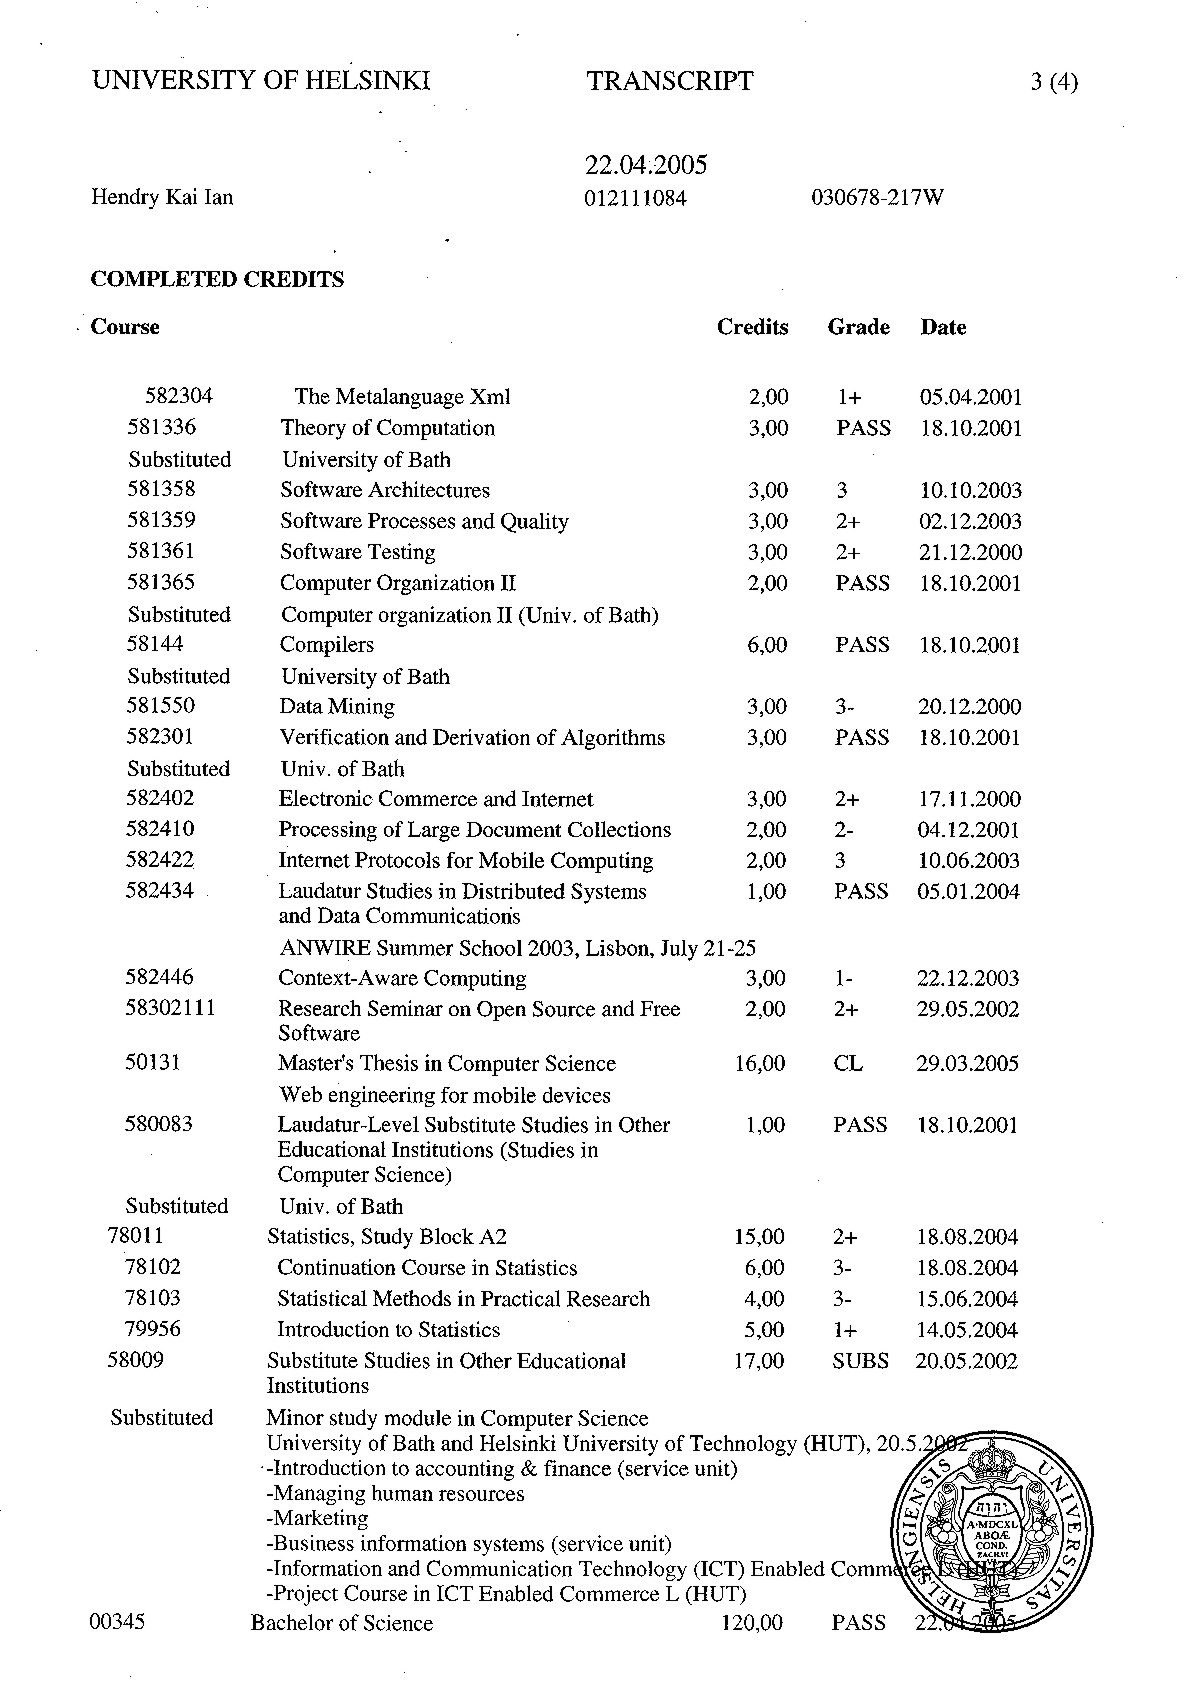 UNIVERSITY OF HELSINKI TRANSCRIPT 3 (4)
22.04.2005
Hendry Kai Ian 012111084 030678-217W
COMPLETED CREDITS
Course Credits Grade Date
582304 The Metalanguage Xml 2,00 1+ 05.04.2001
581336 Theory of Computation 3,00 PASS 18.10.2001
Substituted University of Bath
581358 Software Architectures 3,00 3 10.10.2003
581359 Software Processes and Quality 3,00 2+ 02.12.2003
581361 Software Testing 3,00 2+ 21.12.2000
581365 Computer Organization II 2,00 PASS 18.10.2001
Substituted Computer organization II (Univ. of Bath)
58144 Compilers 6,00 PASS 18.10.2001
Substituted University of Bath
581550 Data Mining 3,00 3- 20.12.2000
582301 Verification and Derivation of Algorithms 3,00 PASS 18.10.2001
Substituted Univ. of Bath
582402 Electronic Commerce and Internet 3,00 2+ 17.11.2000
582410 Processing of Large Document Collections 2,00 2- 04.12.2001
582422 Internet Protocols for Mobile Computing 2,00 3 10.06.2003
582434 Laudatur Studies in Distributed Systems 1,00 PASS 05.01.2004
and Data Communications
ANWIRE Summer School 2003, Lisbon, July 21-25
582446 Context-Aware Computing 3,00 1- 22.12.2003
58302111 Research Seminar on Open Source and Free 2,00 2+ 29.05.2002
Software
50131 Master's Thesis in Computer Science 16,00 CL 29.03.2005
Web engineering for mobile devices
580083 Laudatur-Level Substitute Studies in Other 1,00 PASS 18.10.2001
Educational Institutions (Studies in
Computer Science)
Substituted Univ. of Bath
78011 Statistics, Study Block A2 15,00 2+ 18.08.2004
78102 Continuation Course in Statistics 6,00 3- 18.08.2004
78103 Statistical Methods in Practical Research 4,00 3- 15.06.2004
79956 Introduction to Statistics 5,00 1+ 14.05.2004
58009 Substitute Studies in Other Educational 17,00 SUBS 20.05.2002
Institutions
Substituted Minor study module in Computer Science
University of Bath and Helsinki University of Technology (HUT), 20.5.2002
-Introduction to accounting & finance (service unit)
-Managing human resources
-Marketing
-Business information systems (service unit)
-Information and Communication Technology (ICT) Enabled Commerce L (HUT)
-Project Course in ICT Enabled Commerce L (HUT)
00345 Bachelor of Science 120,00 PASS 22.04.2005
UNIVERSITAS HELSINGIENSIS
A·MDCXL
ABOÆ
COND.